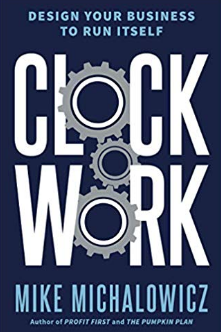 DESIGN YOUR BUSINESS
TO RUN ITSELF
CLOCK
WORK
MIKE MICHALOWICZ
Author of PROFIT FIRST and THE PUMPKIN PLAN